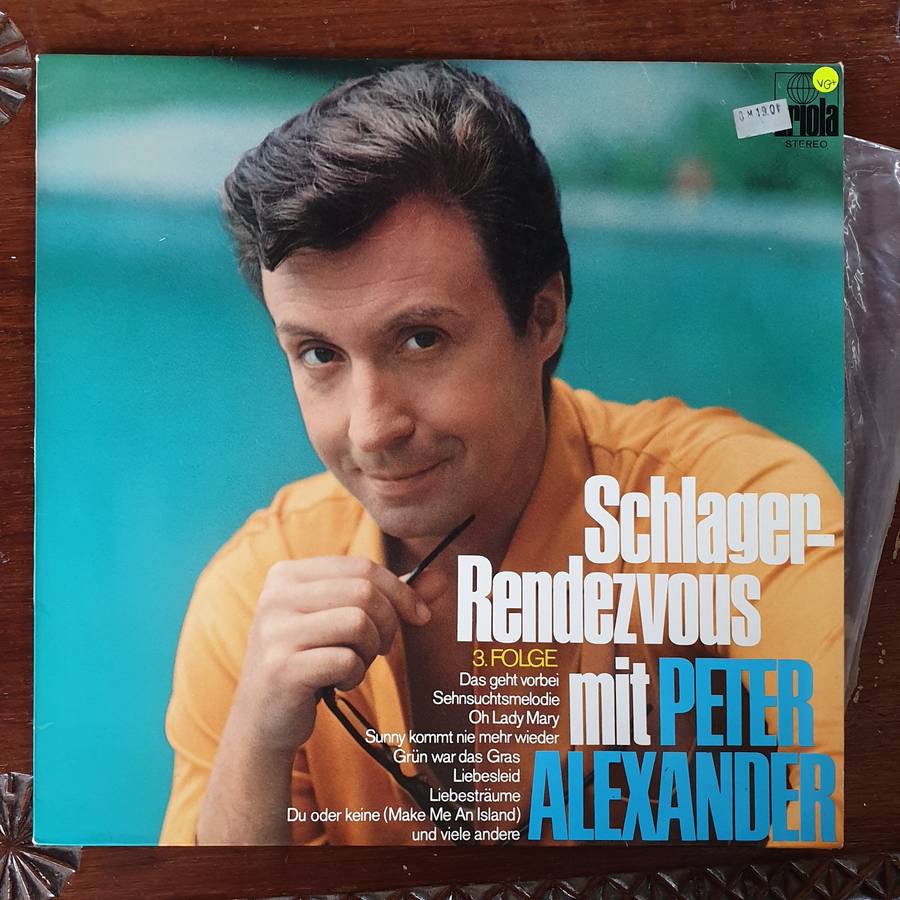 VG+
DM 19.01
ariola
STEREO
Schlager-
Rendezvous
3. FOLGE
mit PETER
ALEXANDER
Das geht vorbei
Sehnsuchtsmelodie
Oh Lady Mary
Sunny kommt nie mehr wieder
Grün war das Gras
Liebesleid
Liebesträume
Du oder keine (Make Me An Island)
und viele andere